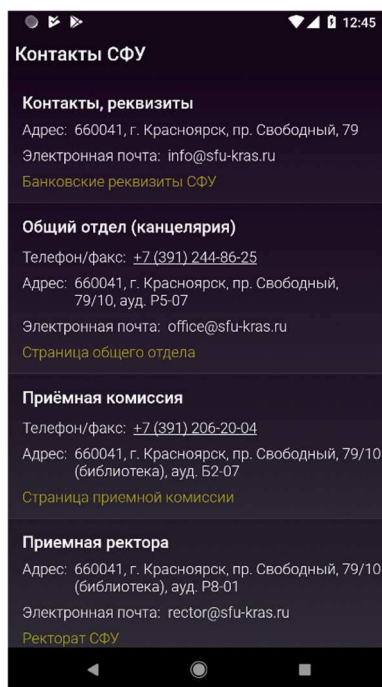 12:45
Контакты СФУ
Контакты, реквизиты
Адрес: 660041, г. Красноярск, пр. Свободный, 79
Электронная почта: info@sfu-kras.ru
Банковские реквизиты СФУ
Общий отдел (канцелярия)
Телефон/факс: +7 (391) 244-86-25
Адрес: 660041, г. Красноярск, пр. Свободный,
79/10, ауд. Р5-07
Электронная почта: office@sfu-kras.ru
Страница общего отдела
Приёмная комиссия
Телефон/факс: +7 (391) 206-20-04
Адрес: 660041, г. Красноярск, пр. Свободный, 79/10
(библиотека), ауд. Б2-07
Страница приемной комиссии
Приемная ректора
Адрес: 660041, г. Красноярск, пр. Свободный, 79/10
(библиотека), ауд. Р8-01
Электронная почта: rector@sfu-kras.ru
Ректорат СФУ